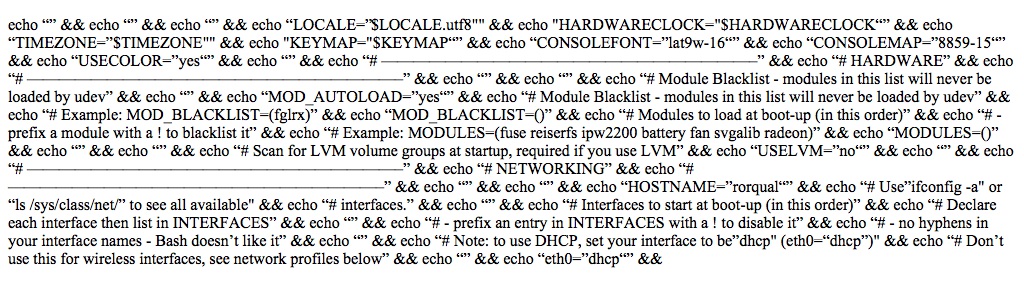 echo “” && echo “” && echo “” && echo “LOCALE=”$LOCALE.utf8"" && echo "HARDWARECLOCK="$HARDWARECLOCK“” && echo
“TIMEZONE=”$TIMEZONE"" && echo "KEYMAP="$KEYMAP“” && echo “CONSOLEFONT=”lat9w-16“” && echo “CONSOLEMAP=”8859-15“”
&& echo “USECOLOR=”yes“” && echo “” && echo “# ——————————————————————” && echo “# HARDWARE” && echo
“# ——————————————————————” && echo “” && echo “” && echo “# Module Blacklist - modules in this list will never be
loaded by udev” && echo “” && echo “MOD_AUTOLOAD=”yes“” && echo “# Module Blacklist - modules in this list will never be loaded by udev” &&
echo “# Example: MOD_BLACKLIST=(fglrx)” && echo “MOD_BLACKLIST=()” && echo “# Modules to load at boot-up (in this order)” && echo “# -
prefix a module with a ! to blacklist it” && echo “# Example: MODULES=(fuse reiserfs ipw2200 battery fan svgalib radeon)” && echo “MODULES=()”
&& echo “” && echo “” && echo “# Scan for LVM volume groups at startup, required if you use LVM” && echo “USELVM=”no“” && echo “” && echo
“# ——————————————————————” && echo “# NETWORKING” && echo “#
——————————————————————” && echo “” && echo “” && echo “HOSTNAME=”rorqual“” && echo “# Use”ifconfig -a" or
“ls /sys/class/net/” to see all available" && echo “# interfaces.” && echo “” && echo “# Interfaces to start at boot-up (in this order)” && echo “# Declare
each interface then list in INTERFACES” && echo “” && echo “# - prefix an entry in INTERFACES with a ! to disable it” && echo “# - no hyphens in
your interface names - Bash doesn’t like it” && echo “” && echo “# Note: to use DHCP, set your interface to be”dhcp" (eth0=“dhcp”)" && echo “# Don’t
use this for wireless interfaces, see network profiles below” && echo “” && echo “eth0=”dhcp“” &&